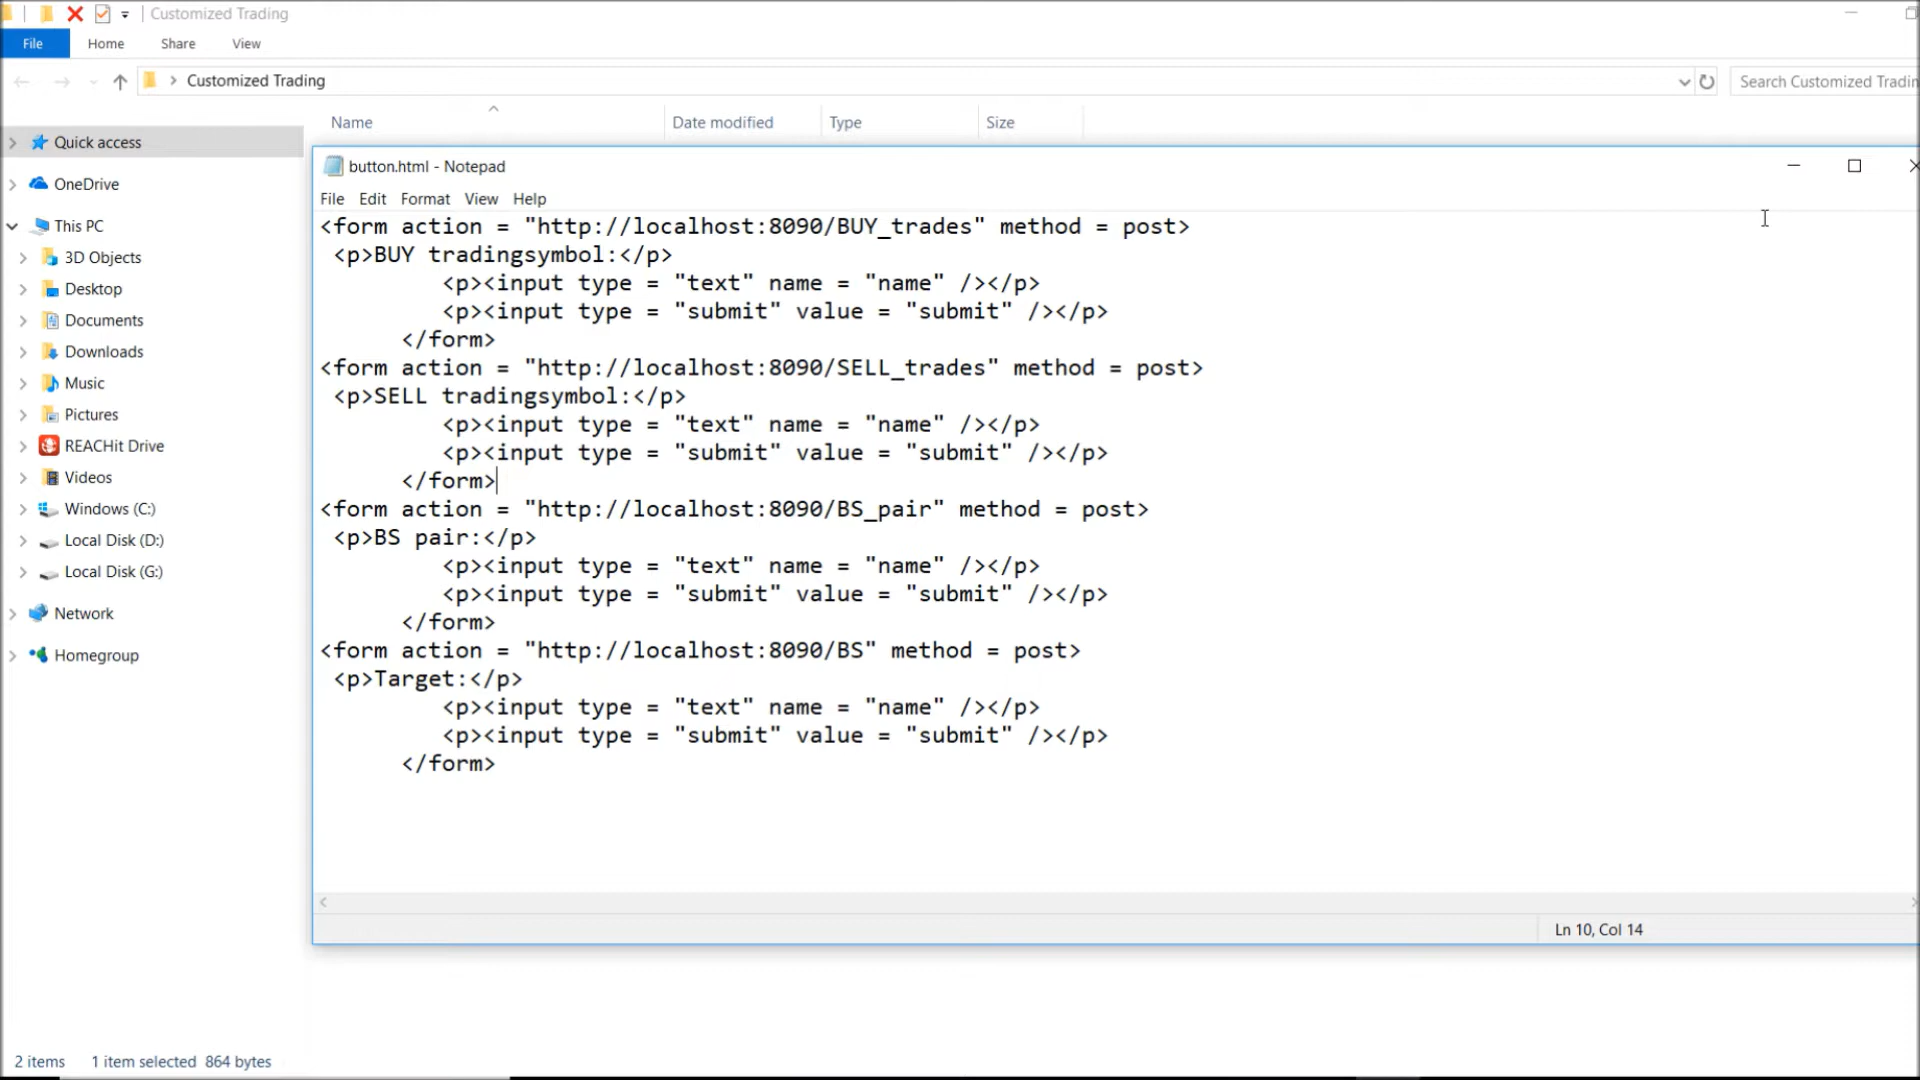 Customized Trading
File Home Share View
Customized Trading
Search Customized Tradin
Name Date modified Type Size
Quick access
OneDrive
This PC
3D Objects
Desktop
Documents
Downloads
Music
Pictures
REACHit Drive
Videos
Windows (C:)
Local Disk (D:)
Local Disk (G:)
Network
Homegroup
button.html - Notepad
File Edit Format View Help
<form action = "http://localhost:8090/BUY_trades" method = post>
<p>BUY tradingsymbol:</p>
<p><input type = "text" name = "name" /></p>
<p><input type = "submit" value = "submit" /></p>
</form>
<form action = "http://localhost:8090/SELL_trades" method = post>
<p>SELL tradingsymbol:</p>
<p><input type = "text" name = "name" /></p>
<p><input type = "submit" value = "submit" /></p>
</form>
<form action = "http://localhost:8090/BS_pair" method = post>
<p>BS pair:</p>
<p><input type = "text" name = "name" /></p>
<p><input type = "submit" value = "submit" /></p>
</form>
<form action = "http://localhost:8090/BS" method = post>
<p>Target:</p>
<p><input type = "text" name = "name" /></p>
<p><input type = "submit" value = "submit" /></p>
</form>
Ln 10, Col 14
2 items 1 item selected 864 bytes